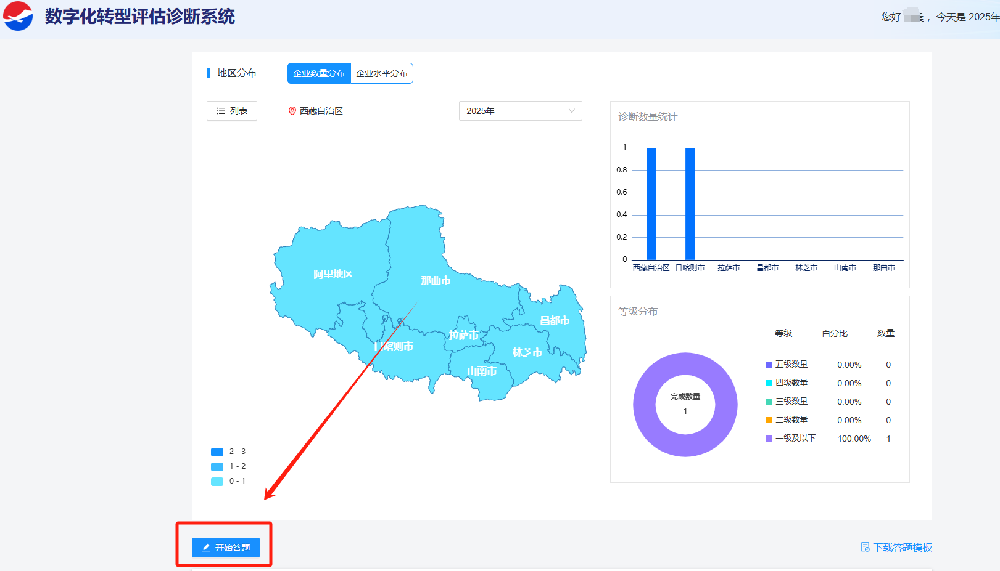 数字化转型评估诊断系统
您好 ，今天是 2025年
地区分布
企业数量分布 企业水平分布
列表
西藏自治区
2025年
阿里地区
那曲市
昌都市
拉萨市
日喀则市
林芝市
山南市
2 - 3
1 - 2
0 - 1
诊断数量统计
1
0.8
0.6
0.4
0.2
0
西藏自治区 日喀则市 拉萨市 昌都市 林芝市 山南市 那曲市
等级分布
等级 百分比 数量
完成数量
1
五级数量 0.00% 0
四级数量 0.00% 0
三级数量 0.00% 0
二级数量 0.00% 0
一级及以下 100.00% 1
开始答题
下载答题模板